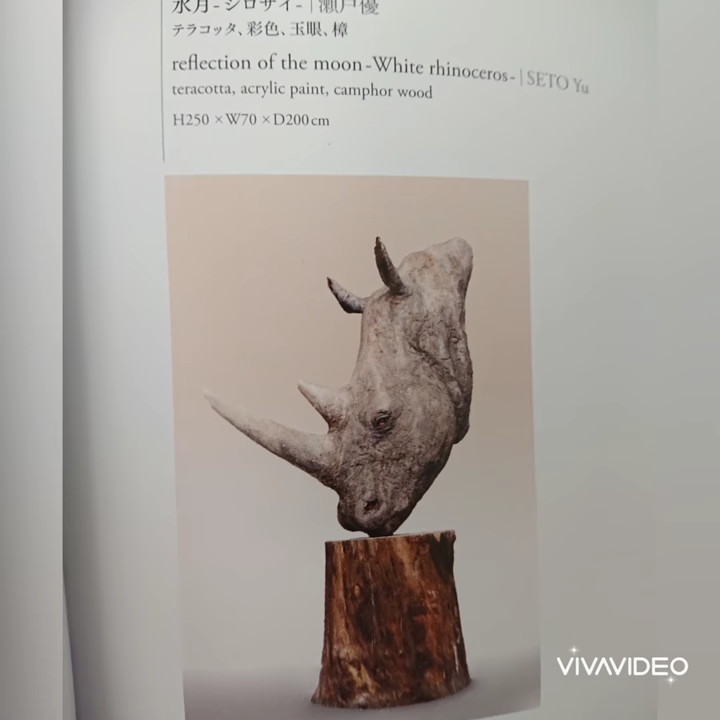 水月-シロサイ- | 瀬戸優
テラコッタ、彩色、玉眼、樟
reflection of the moon-White rhinoceros- | SETO Yu
teracotta, acrylic paint, camphor wood
H250 × W70 × D200cm
VIVAVIDEO